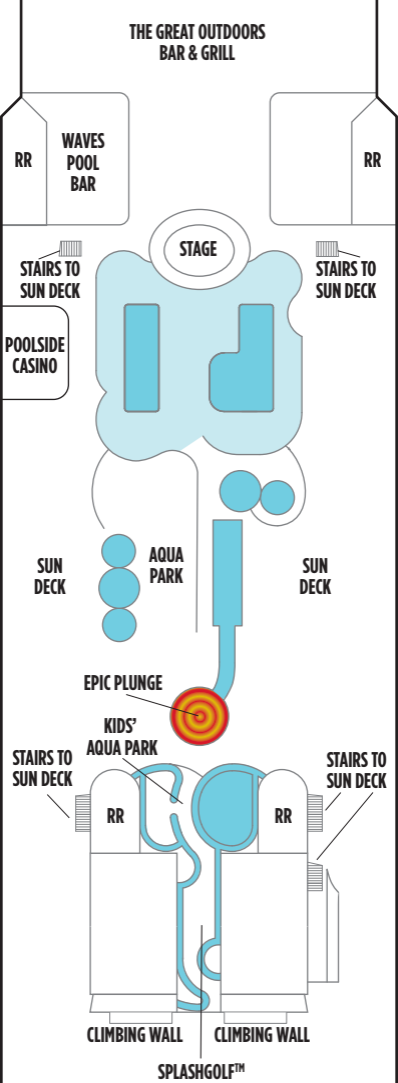 THE GREAT OUTDOORS
BAR & GRILL
RR
WAVES
POOL
BAR
RR
STAGE
STAIRS TO
SUN DECK
STAIRS TO
SUN DECK
POOLSIDE
CASINO
SUN
DECK
AQUA
PARK
SUN
DECK
EPIC PLUNGE
KIDS'
AQUA PARK
STAIRS TO
SUN DECK
STAIRS TO
SUN DECK
RR
RR
CLIMBING WALL
CLIMBING WALL
SPLASHGOLF™